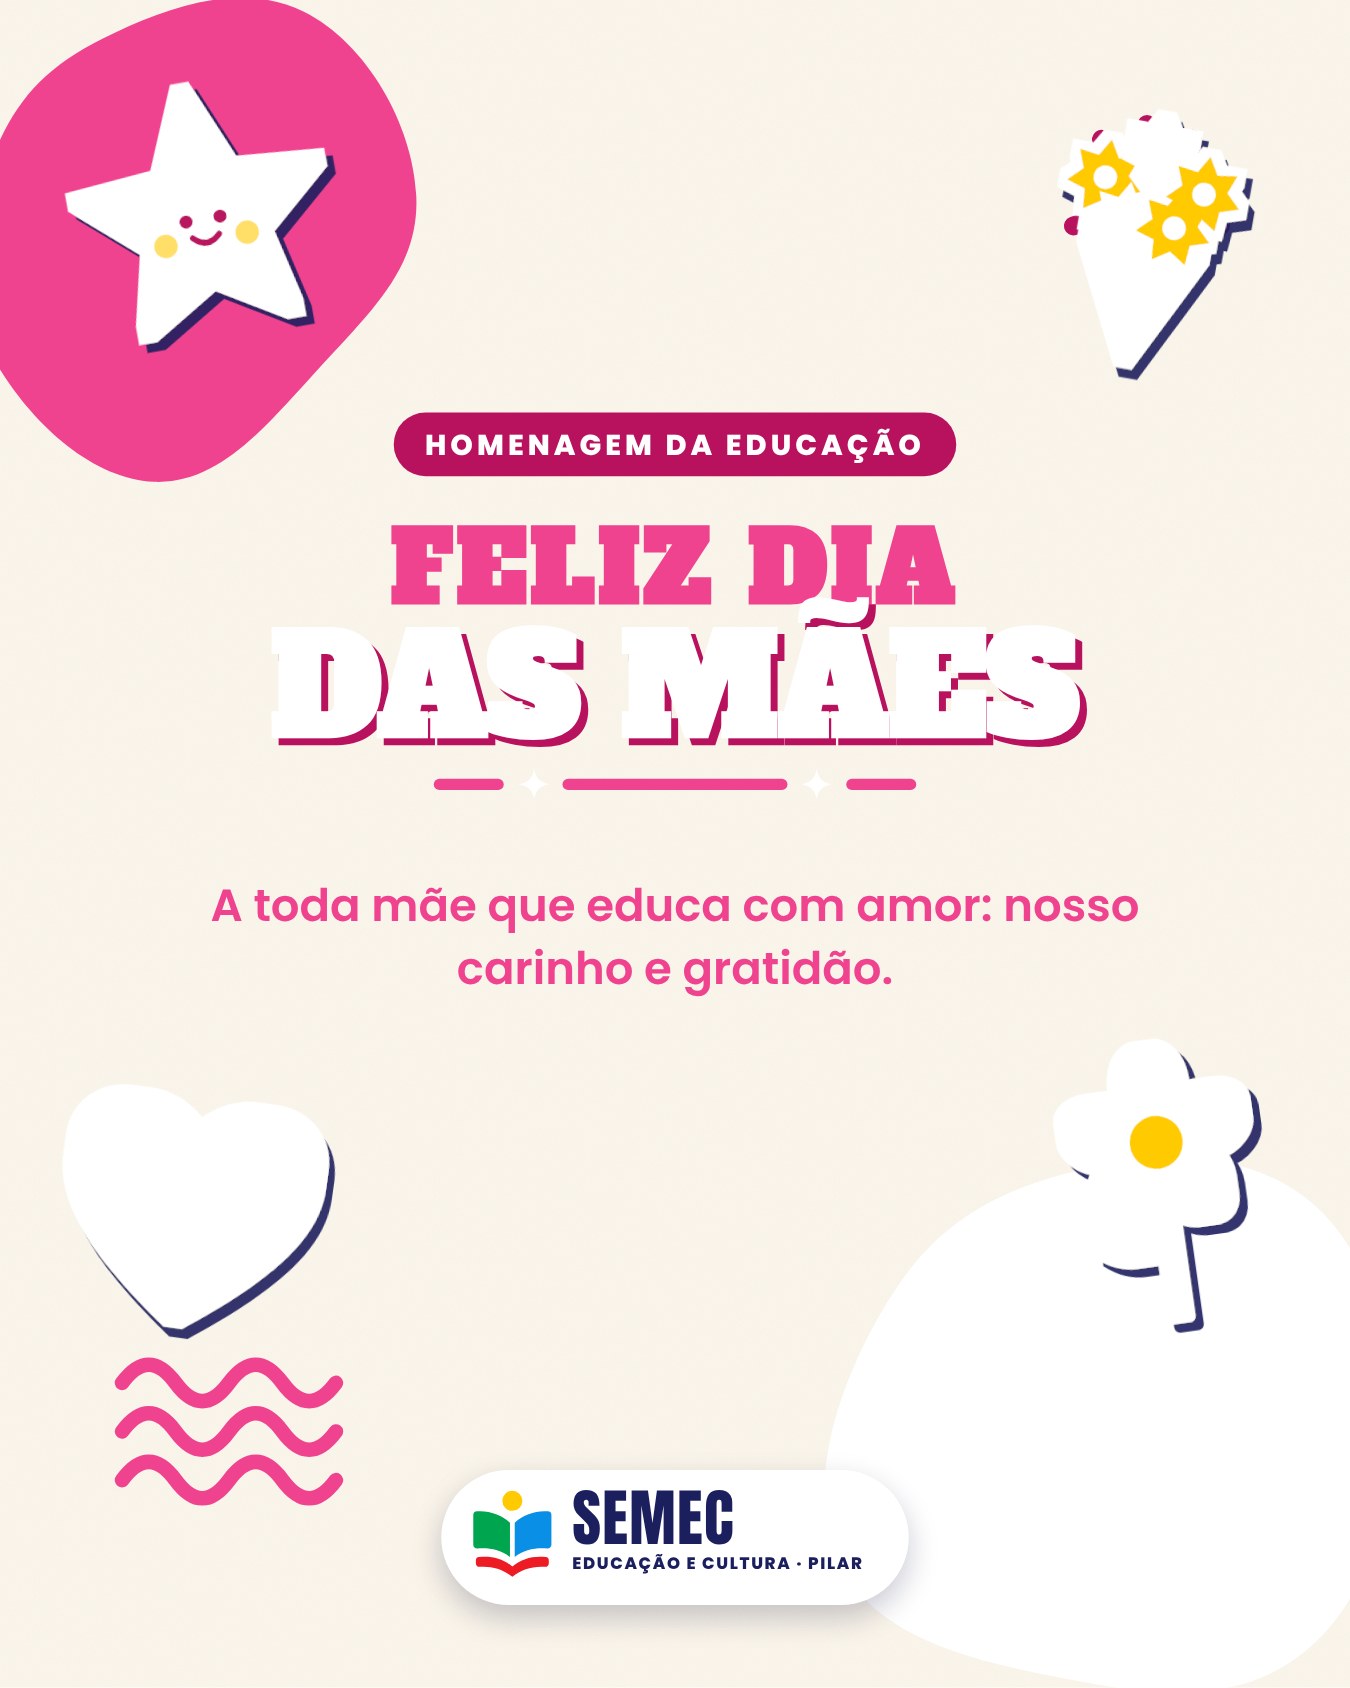 HOMENAGEM DA EDUCAÇÃO
FELIZ DIA
DAS MÃES
A toda mãe que educa com amor: nosso
carinho e gratidão.
SEMEC
EDUCAÇÃO E CULTURA · PILAR